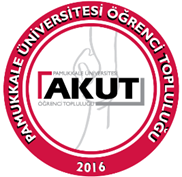 PAMUKKALE ÜNİVERSİTESİ ÖĞRENCİ TOPLULUĞU
PAMUKKALE ÜNİVERSİTESİ
AKUT
ÖĞRENCİ TOPLULUĞU
2016